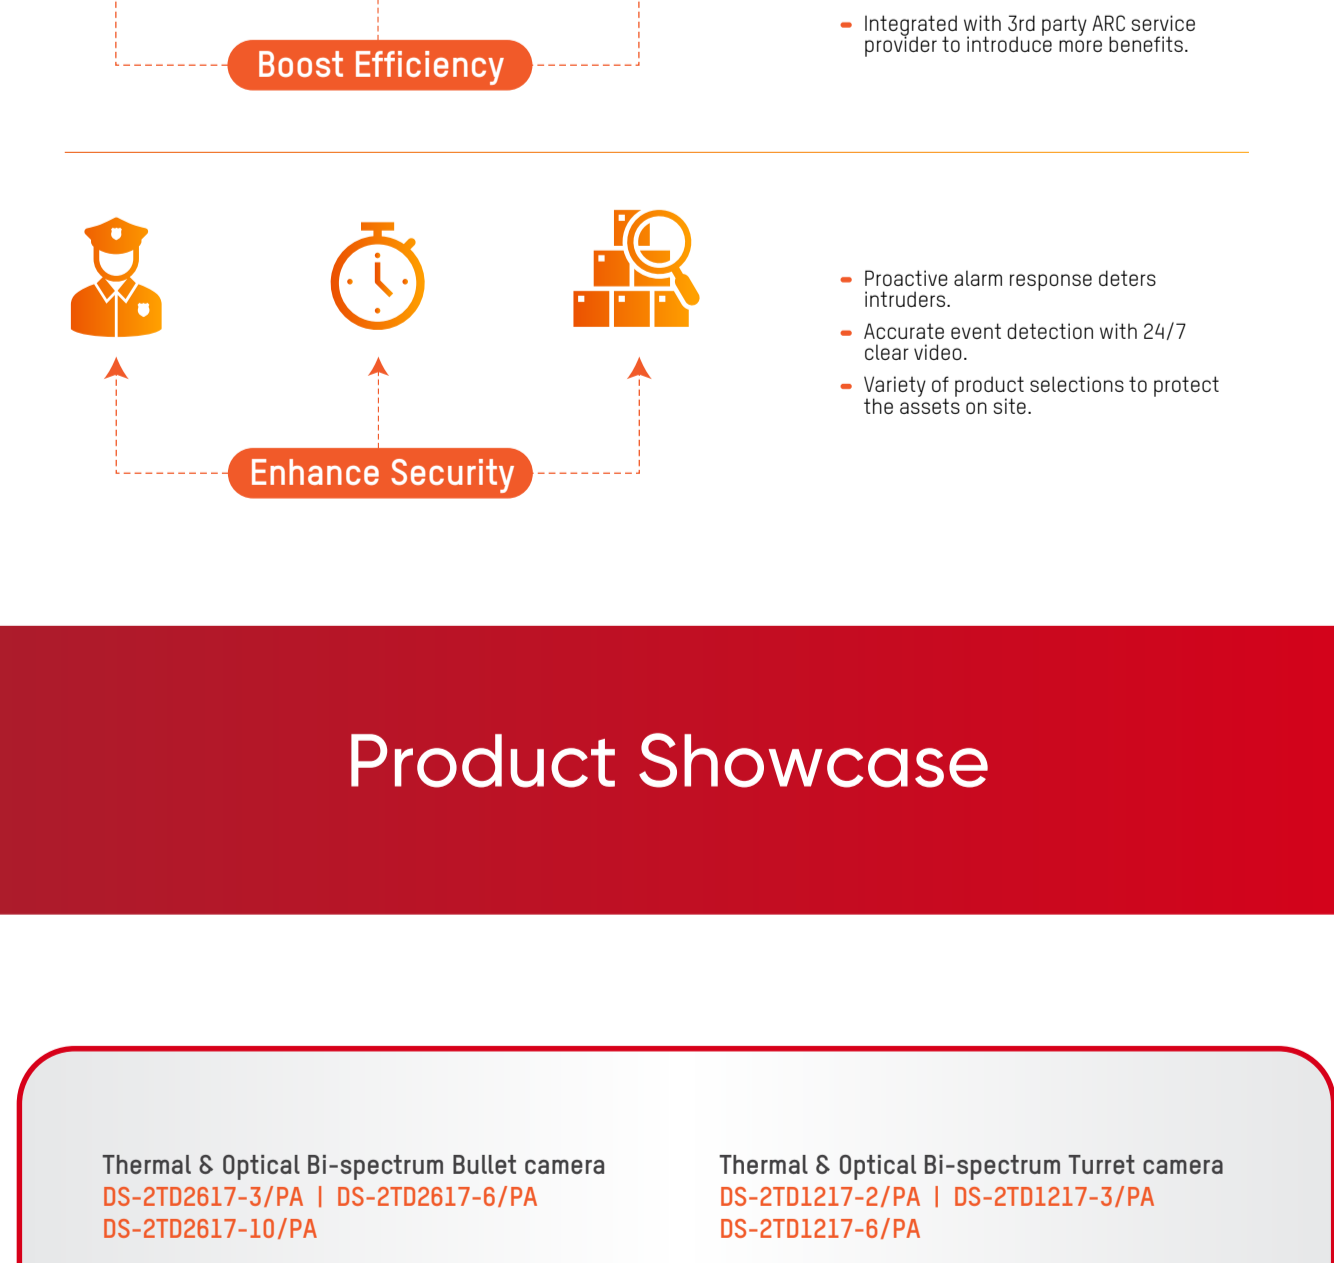 Integrated with 3rd party ARC service
provider to introduce more benefits.
Boost Efficiency
Proactive alarm response deters
intruders.
Accurate event detection with 24/7
clear video.
Variety of product selections to protect
the assets on site.
Enhance Security
Product Showcase
Thermal & Optical Bi-spectrum Bullet camera
DS-2TD2617-3/PA | DS-2TD2617-6/PA
DS-2TD2617-10/PA
Thermal & Optical Bi-spectrum Turret camera
DS-2TD1217-2/PA | DS-2TD1217-3/PA
DS-2TD1217-6/PA